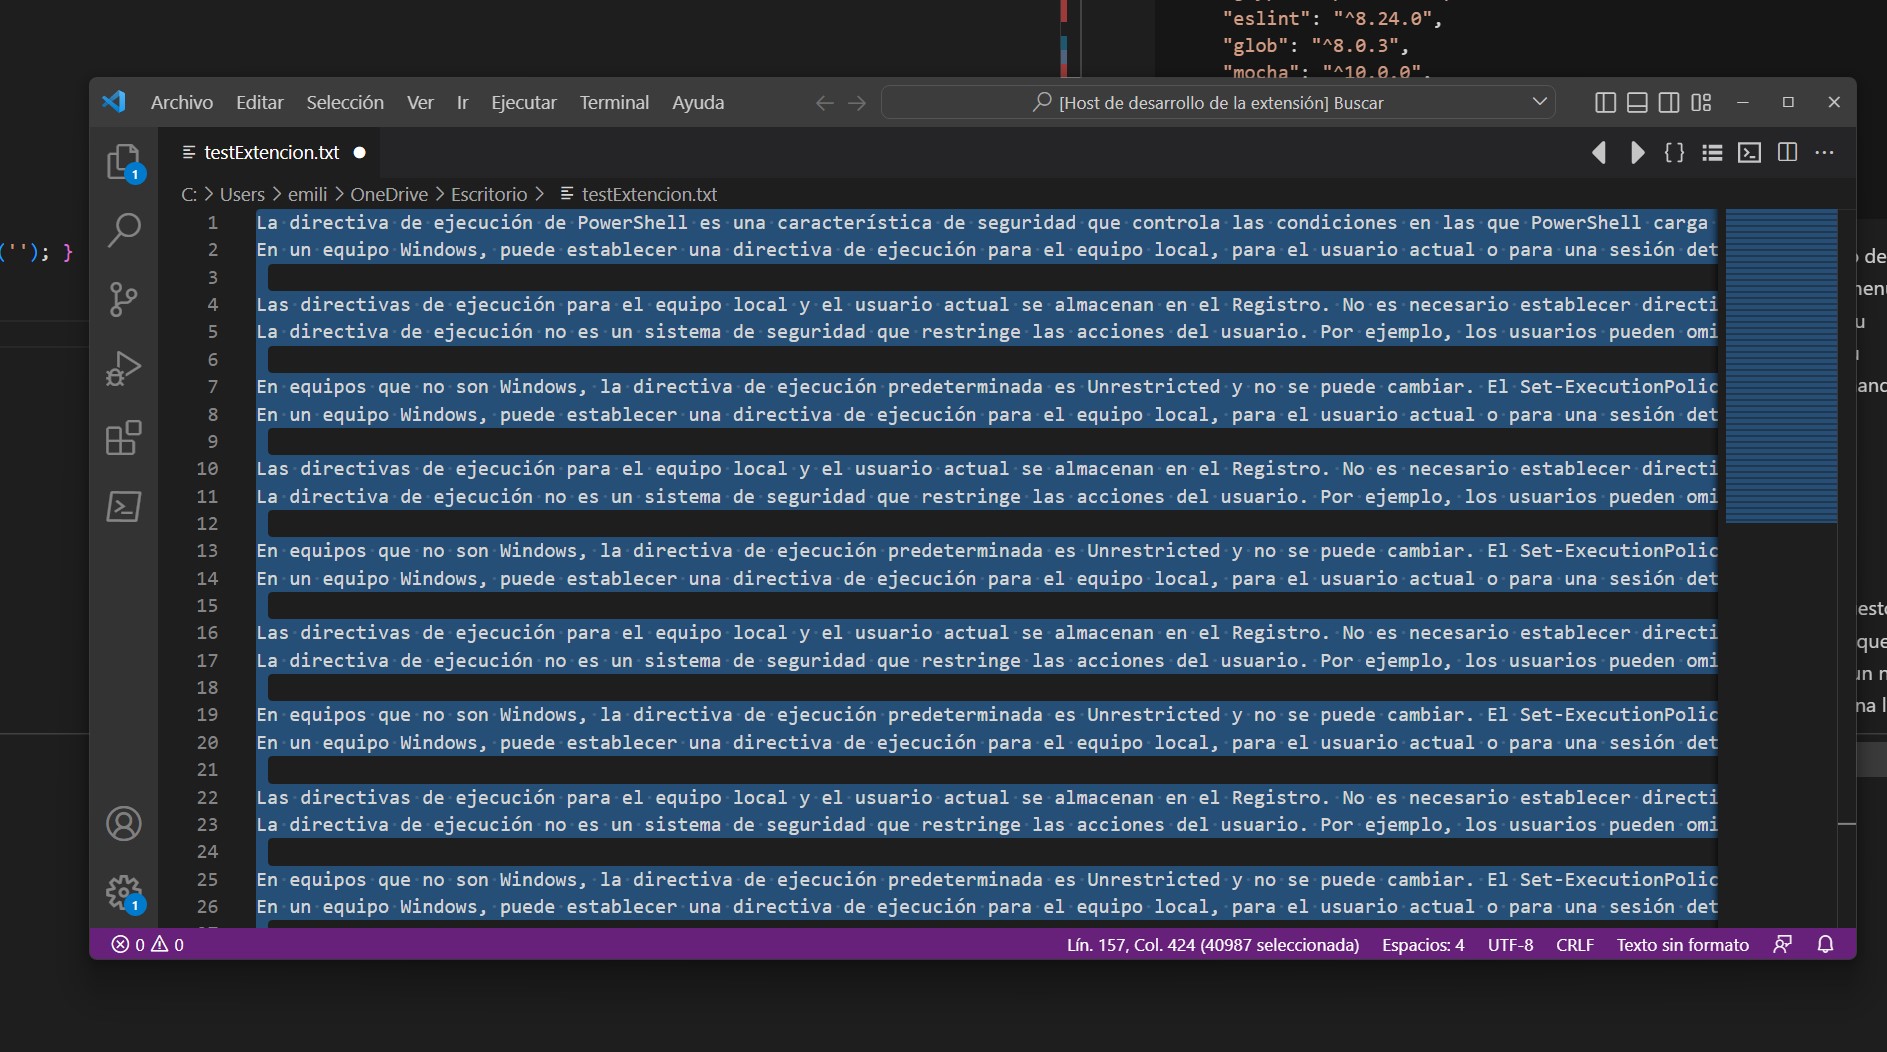 "eslint": "^8.24.0",
"glob": "^8.0.3",
"mocha": "^10.0.0",
Archivo Editar Selección Ver Ir Ejecutar Terminal Ayuda
[Host de desarrollo de la extensión] Buscar
testExtencion.txt
C: > Users > emili > OneDrive > Escritorio > testExtencion.txt
(''); }
1 La directiva de ejecución de PowerShell es una característica de seguridad que controla las condiciones en las que PowerShell carga
2 En un equipo Windows, puede establecer una directiva de ejecución para el equipo local, para el usuario actual o para una sesión det
3
4 Las directivas de ejecución para el equipo local y el usuario actual se almacenan en el Registro. No es necesario establecer directi
5 La directiva de ejecución no es un sistema de seguridad que restringe las acciones del usuario. Por ejemplo, los usuarios pueden omi
6
7 En equipos que no son Windows, la directiva de ejecución predeterminada es Unrestricted y no se puede cambiar. El Set-ExecutionPolic
8 En un equipo Windows, puede establecer una directiva de ejecución para el equipo local, para el usuario actual o para una sesión det
9
10 Las directivas de ejecución para el equipo local y el usuario actual se almacenan en el Registro. No es necesario establecer directi
11 La directiva de ejecución no es un sistema de seguridad que restringe las acciones del usuario. Por ejemplo, los usuarios pueden omi
12
13 En equipos que no son Windows, la directiva de ejecución predeterminada es Unrestricted y no se puede cambiar. El Set-ExecutionPolic
14 En un equipo Windows, puede establecer una directiva de ejecución para el equipo local, para el usuario actual o para una sesión det
15
16 Las directivas de ejecución para el equipo local y el usuario actual se almacenan en el Registro. No es necesario establecer directi
17 La directiva de ejecución no es un sistema de seguridad que restringe las acciones del usuario. Por ejemplo, los usuarios pueden omi
18
19 En equipos que no son Windows, la directiva de ejecución predeterminada es Unrestricted y no se puede cambiar. El Set-ExecutionPolic
20 En un equipo Windows, puede establecer una directiva de ejecución para el equipo local, para el usuario actual o para una sesión det
21
22 Las directivas de ejecución para el equipo local y el usuario actual se almacenan en el Registro. No es necesario establecer directi
23 La directiva de ejecución no es un sistema de seguridad que restringe las acciones del usuario. Por ejemplo, los usuarios pueden omi
24
25 En equipos que no son Windows, la directiva de ejecución predeterminada es Unrestricted y no se puede cambiar. El Set-ExecutionPolic
26 En un equipo Windows, puede establecer una directiva de ejecución para el equipo local, para el usuario actual o para una sesión det
1
1
0 0
Lín. 157, Col. 424 (40987 seleccionada) Espacios: 4 UTF-8 CRLF Texto sin formato